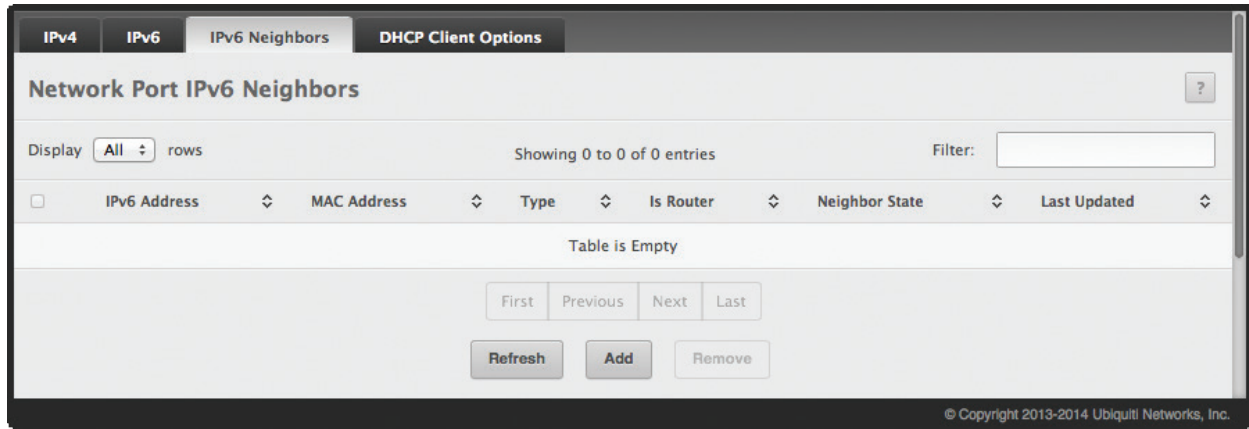 IPv4 IPv6 IPv6 Neighbors DHCP Client Options
Network Port IPv6 Neighbors ?
Display All rows Showing 0 to 0 of 0 entries Filter:
IPv6 Address MAC Address Type Is Router Neighbor State Last Updated
Table is Empty
First Previous Next Last
Refresh Add Remove
© Copyright 2013-2014 Ubiquiti Networks, Inc.